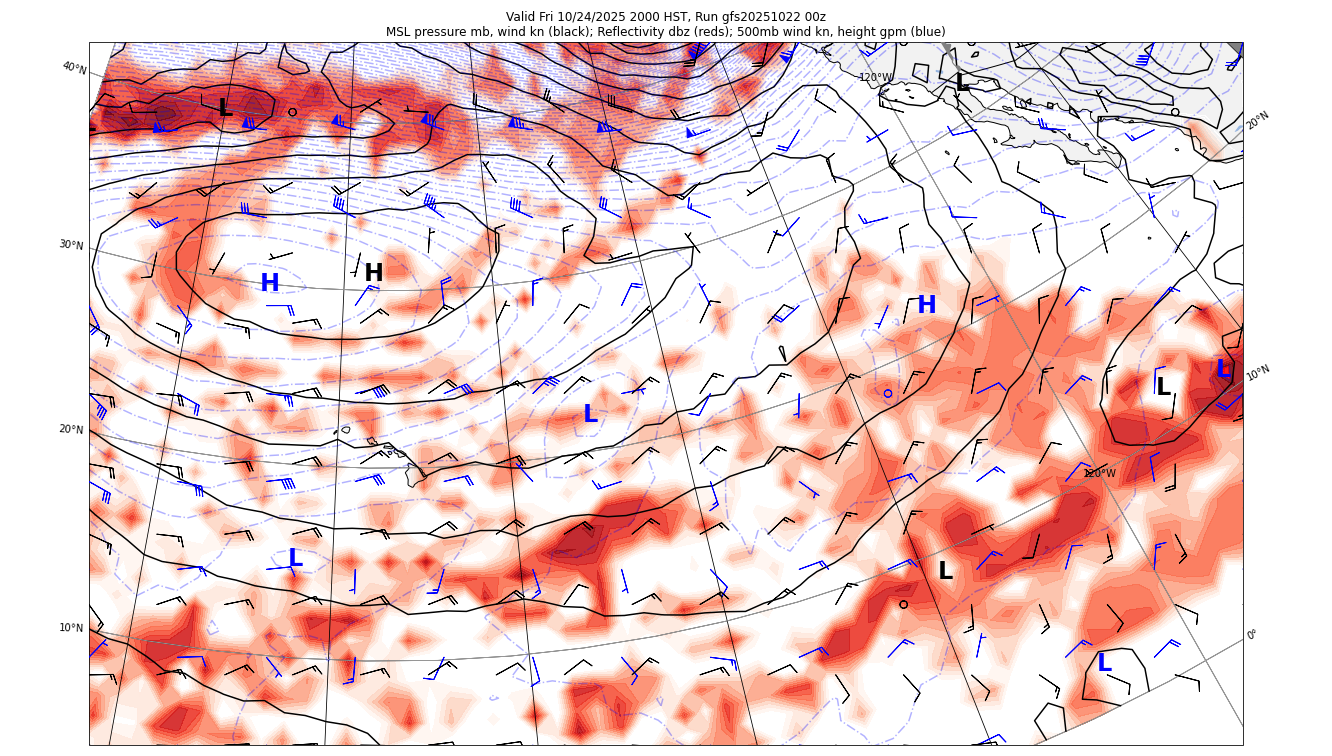 Valid Fri 10/24/2025 2000 HST, Run gfs20251022 00z
MSL pressure mb, wind kn (black); Reflectivity dbz (reds); 500mb wind kn, height gpm (blue)
40°N
120°W
L
L
20°N
L
30°N
H
H
H
L
L
10°N
20°N
L
120°W
L
L
10°N
0°
L